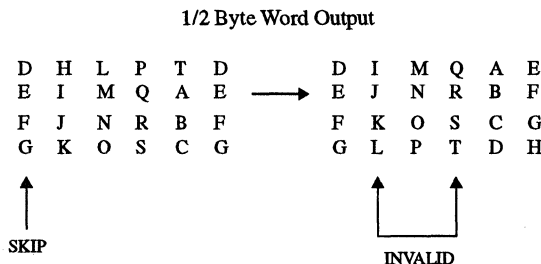 1/2 Byte Word Output
D H L P T D D I M Q A E
E I M Q A E E J N R B F
F J N R B F F K O S C G
G K O S C G G L P T D H
SKIP
INVALID